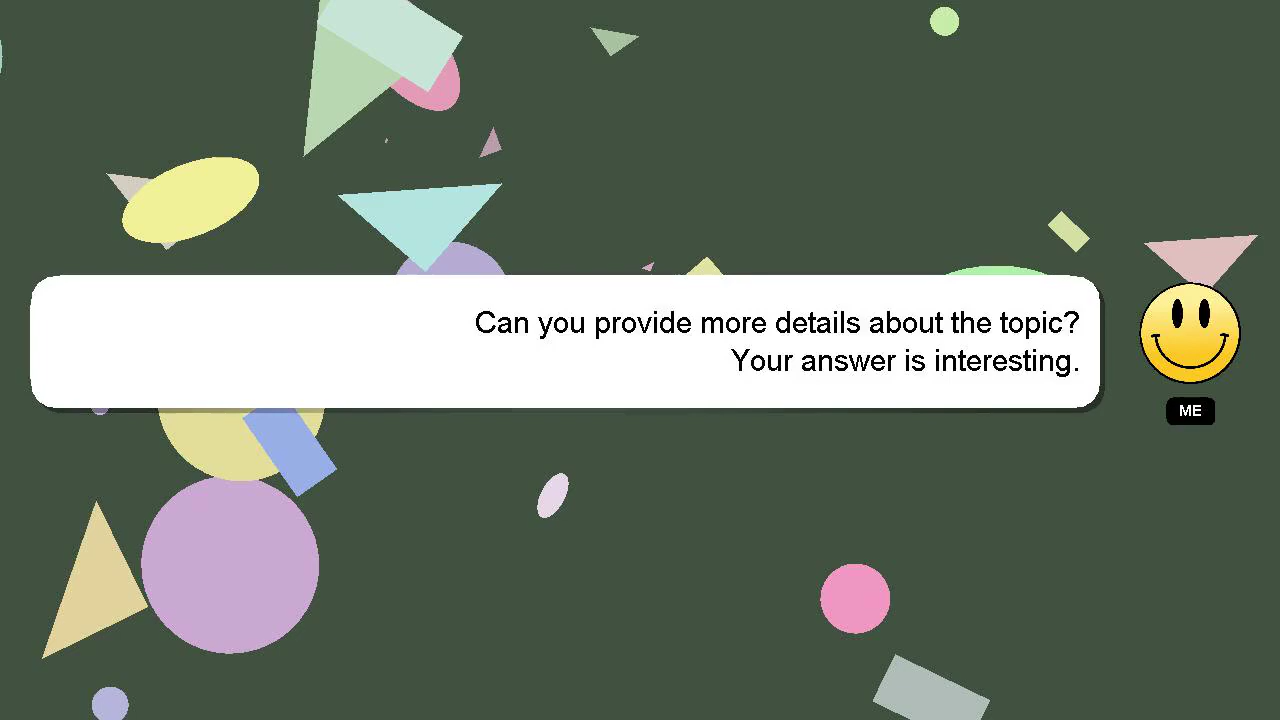 Can you provide more details about the topic?
Your answer is interesting.
ME